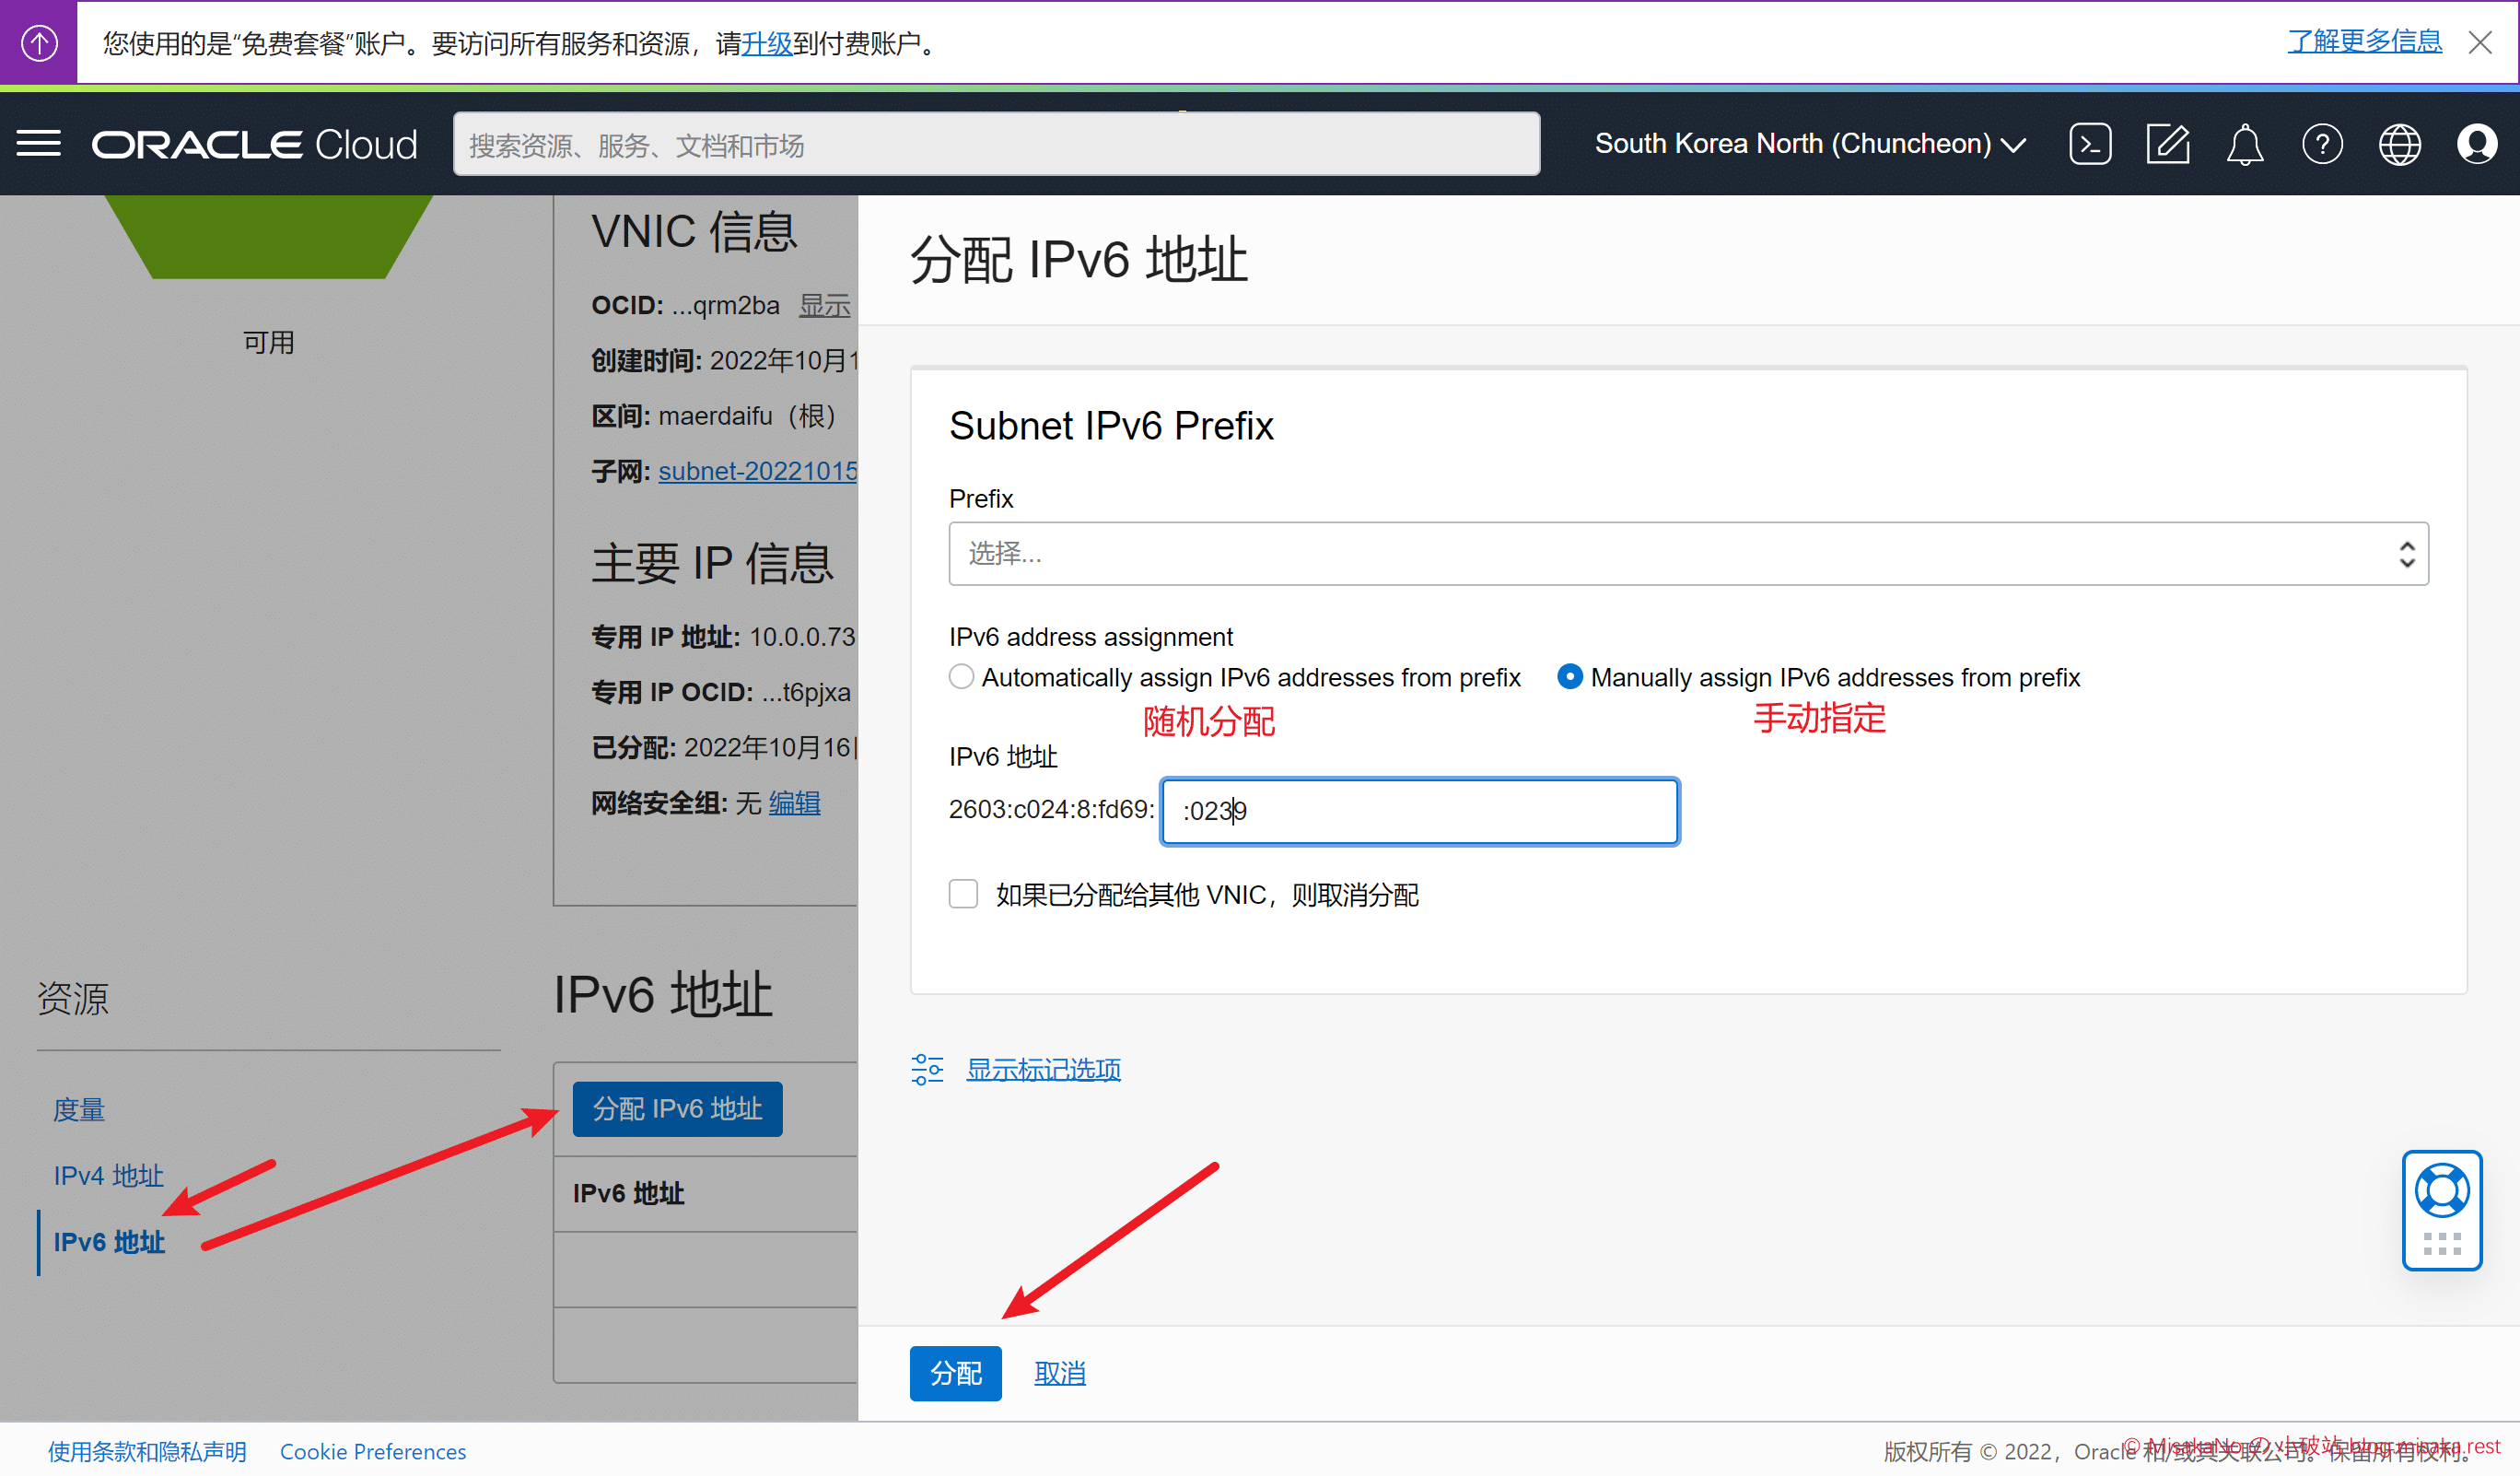 您使用的是“免费套餐”账户。要访问所有服务和资源，请升级到付费账户。
了解更多信息
ORACLE Cloud
搜索资源、服务、文档和市场
South Korea North (Chuncheon)
可用
VNIC 信息
OCID: ...qrm2ba 显示
创建时间: 2022年10月1
区间: maerdaifu（根）
子网: subnet-20221015
主要 IP 信息
专用 IP 地址: 10.0.0.73
专用 IP OCID: ...t6pjxa
已分配: 2022年10月16
网络安全组: 无 编辑
资源
度量
IPv4 地址
IPv6 地址
IPv6 地址
分配 IPv6 地址
IPv6 地址
分配 IPv6 地址
Subnet IPv6 Prefix
Prefix
选择...
IPv6 address assignment
Automatically assign IPv6 addresses from prefix
Manually assign IPv6 addresses from prefix
随机分配
手动指定
IPv6 地址
2603:c024:8:fd69: :0239
如果已分配给其他 VNIC，则取消分配
显示标记选项
分配
取消
使用条款和隐私声明
Cookie Preferences
版权所有 © 2022，Oracle 和/或其关联公司。保留所有权利。
© MisakaNo の 小破站 blog.misaka.rest